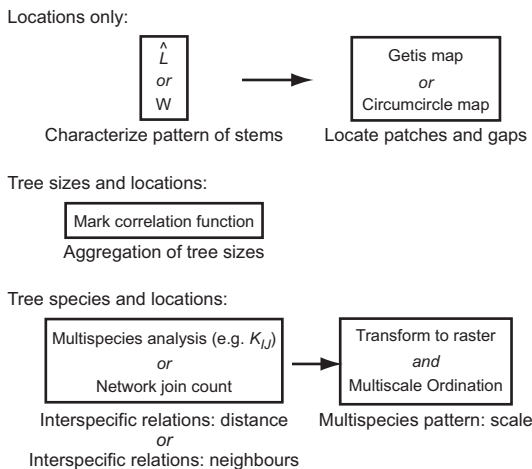 Locations only:
L̂
or
W
Characterize pattern of stems
Getis map
or
Circumcircle map
Locate patches and gaps
Tree sizes and locations:
Mark correlation function
Aggregation of tree sizes
Tree species and locations:
Multispecies analysis (e.g. K_IJ)
or
Network join count
Interspecific relations: distance
or
Interspecific relations: neighbours
Transform to raster
and
Multiscale Ordination
Multispecies pattern: scale